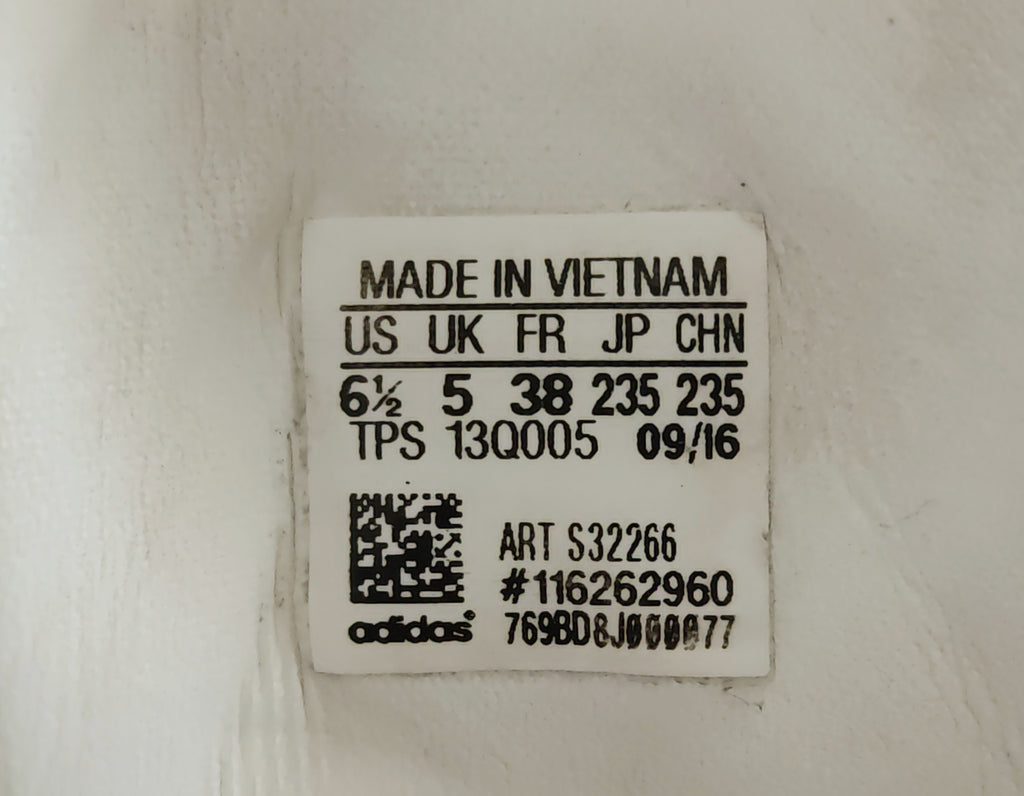 MADE IN VIETNAM
US UK FR JP CHN
6½ 5 38 235 235
TPS 13Q005 09/16
ART S32266
#116262960
adidas® 769BD8J000077